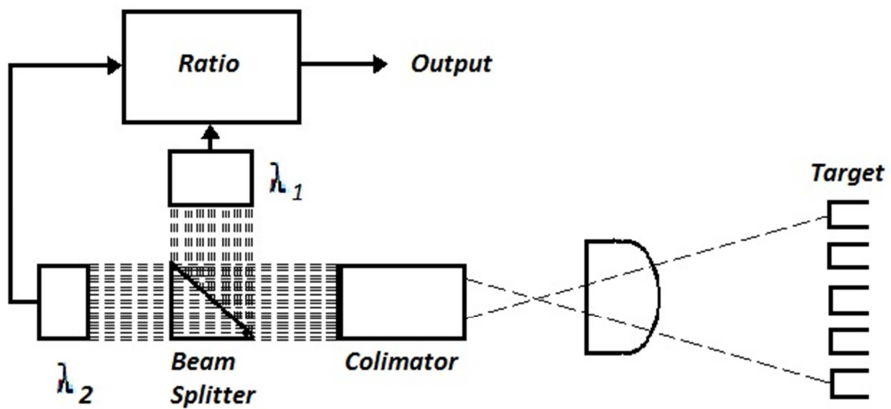 Ratio
Output
λ1
Target
λ2
Beam
Splitter
Colimator